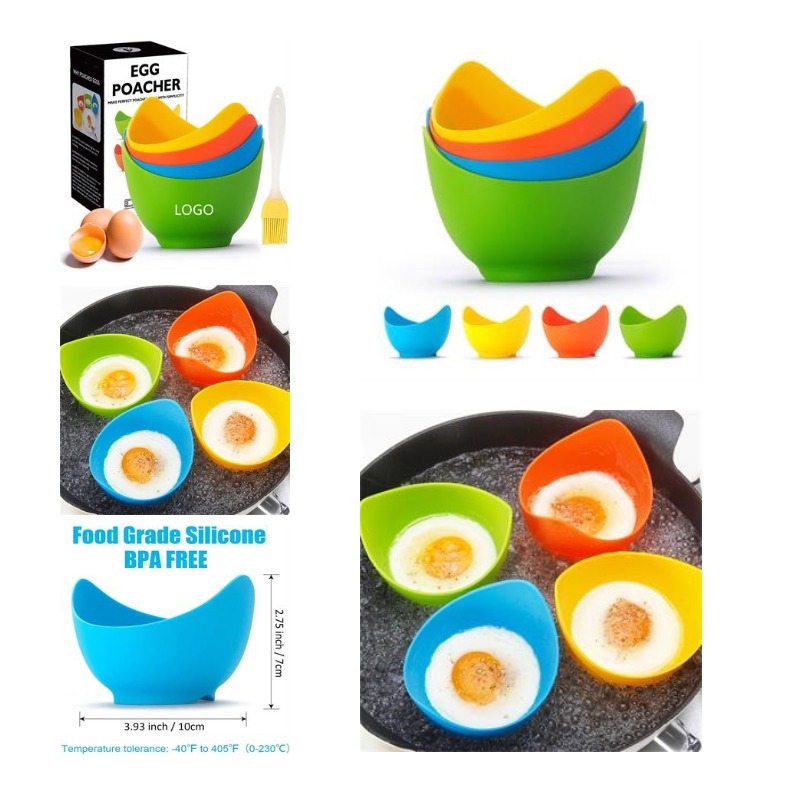 EGG
POACHER
LOGO
Food Grade Silicone
BPA FREE
2.75 inch / 7cm
3.93 inch / 10cm
Temperature tolerance: -40°F to 405°F (0-230℃)